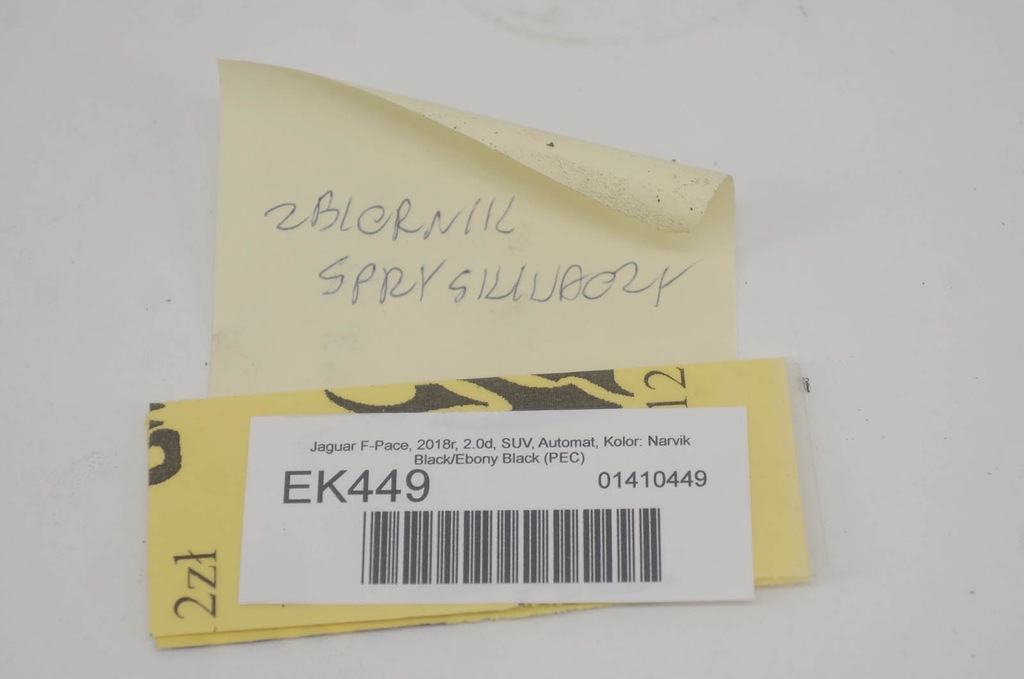 ZBIORNIK
SPRYSKIWACZY
12
2zł
Jaguar F-Pace, 2018r, 2.0d, SUV, Automat, Kolor: Narvik
Black/Ebony Black (PEC)
EK449
01410449